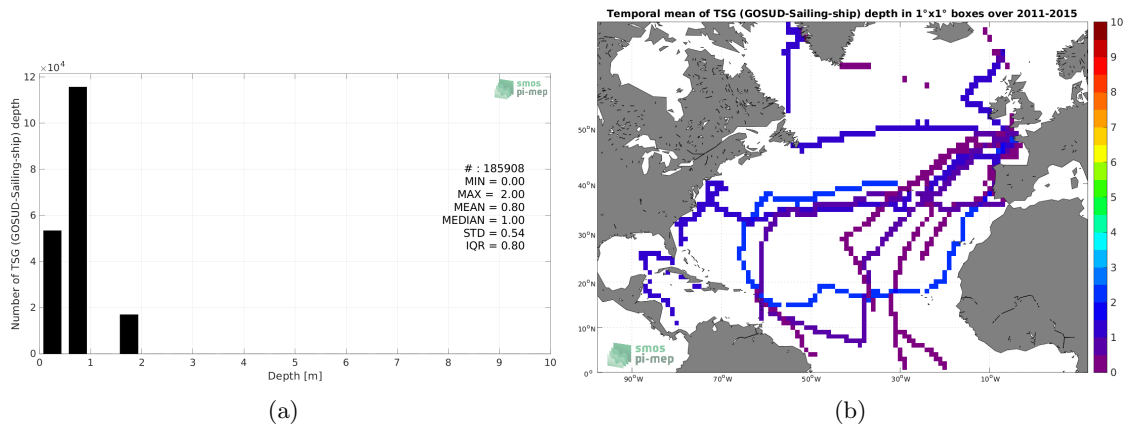 Temporal mean of TSG (GOSUD-Sailing-ship) depth in 1°x1° boxes over 2011-2015
×10⁴
12
10
8
6
4
2
0
Number of TSG (GOSUD-Sailing-ship) depth
smos
pi-mep
# : 185908
MIN = 0.00
MAX = 2.00
MEAN = 0.80
MEDIAN = 1.00
STD = 0.54
IQR = 0.80
0 1 2 3 4 5 6 7 8 9 10
Depth [m]
(a)
50°N
40°N
30°N
20°N
10°N
0°
90°W 70°W 50°W 30°W 10°W
smos
pi-mep
10
9
8
7
6
5
4
3
2
1
0
(b)